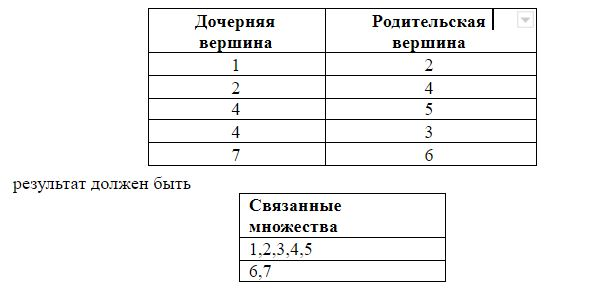 Дочерняя Родительская
вершина вершина
1 2
2 4
4 5
4 3
7 6
результат должен быть
Связанные
множества
1,2,3,4,5
6,7